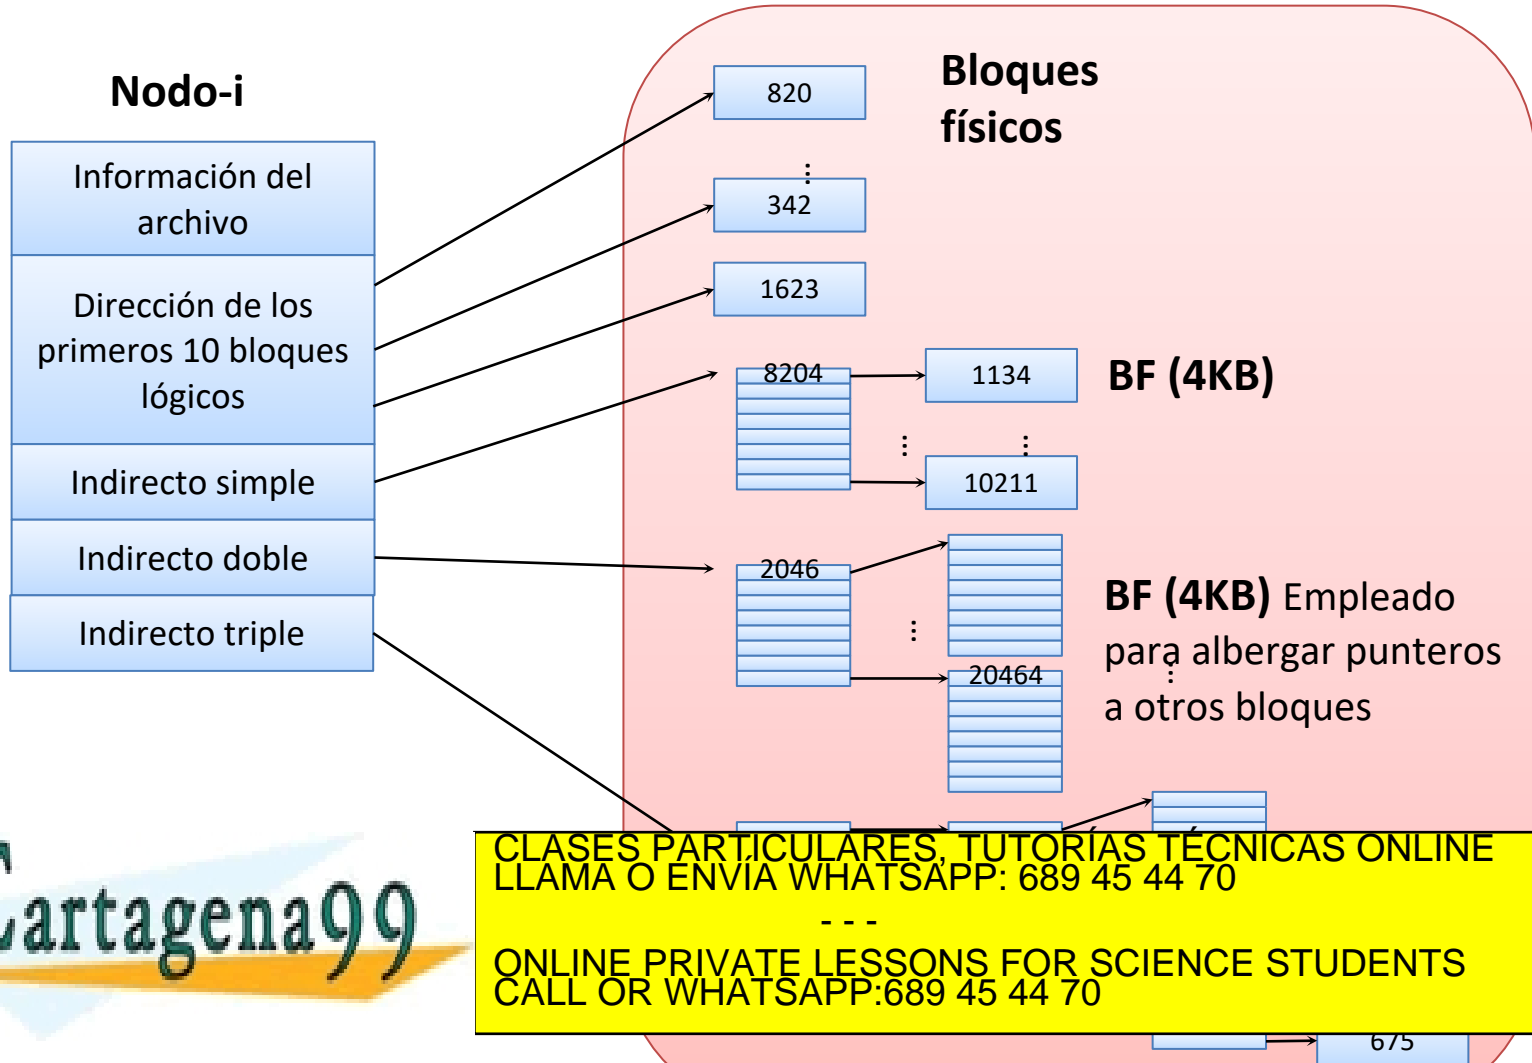 Nodo-i
Información del
archivo
Dirección de los
primeros 10 bloques
lógicos
Indirecto simple
Indirecto doble
Indirecto triple
Bloques
físicos
820
...
342
1623
8204
1134
BF (4KB)
...
...
10211
2046
...
20464
BF (4KB) Empleado
para albergar punteros
a otros bloques
...
675
Cartagena99
CLASES PARTICULARES, TUTORÍAS TÉCNICAS ONLINE
LLAMA O ENVÍA WHATSAPP: 689 45 44 70
- - -
ONLINE PRIVATE LESSONS FOR SCIENCE STUDENTS
CALL OR WHATSAPP:689 45 44 70